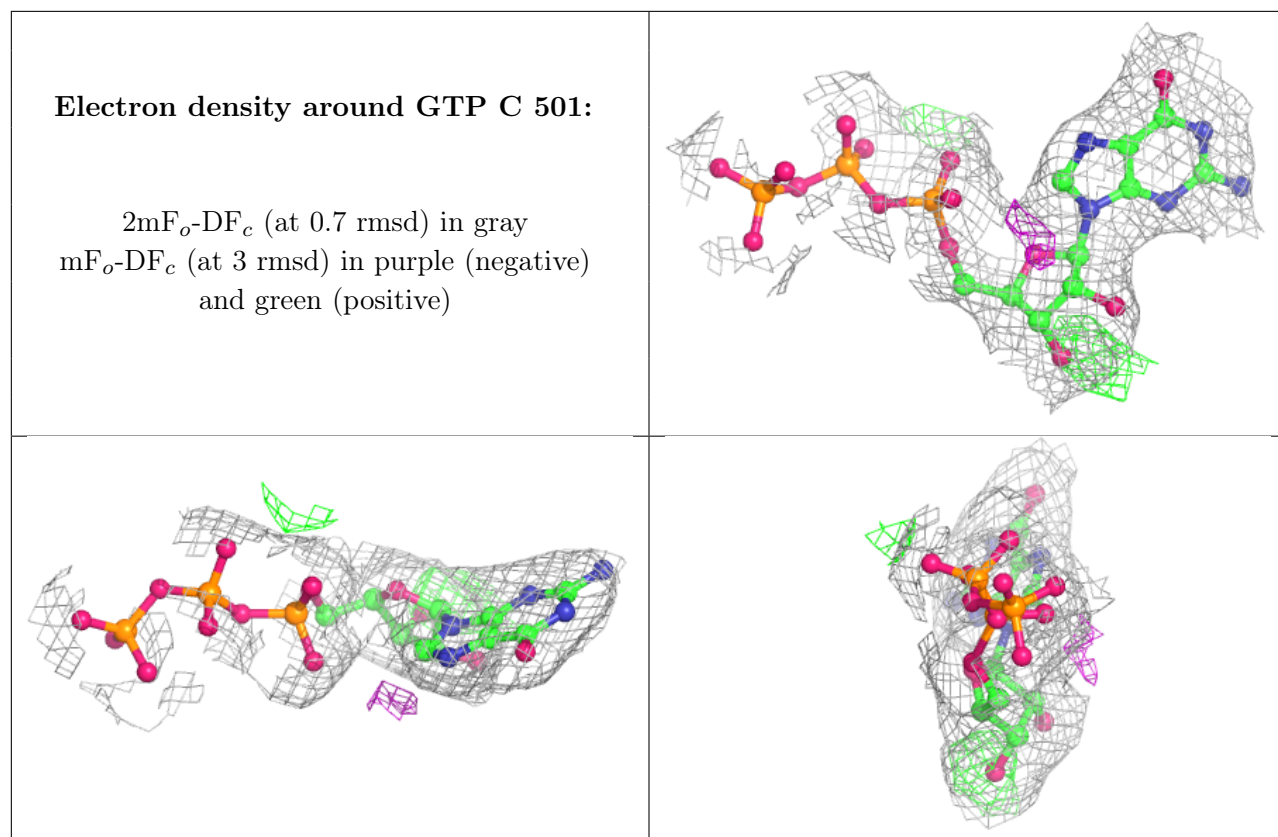 Electron density around GTP C 501:
2mFo-DFc (at 0.7 rmsd) in gray
mFo-DFc (at 3 rmsd) in purple (negative)
and green (positive)